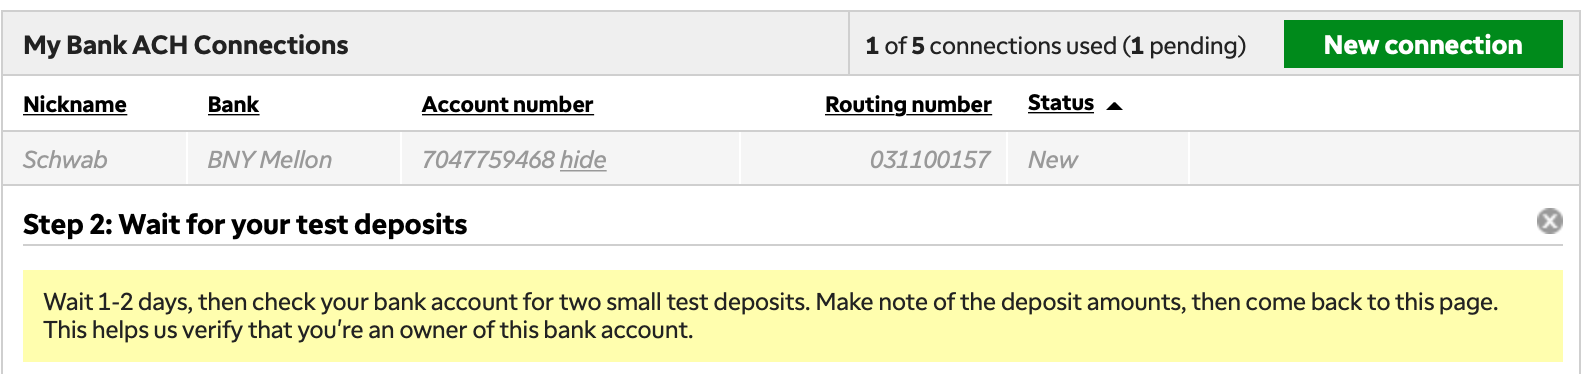 My Bank ACH Connections
1 of 5 connections used (1 pending)
New connection
Nickname Bank Account number Routing number Status
Schwab BNY Mellon 7047759468 hide 031100157 New
Step 2: Wait for your test deposits
Wait 1-2 days, then check your bank account for two small test deposits. Make note of the deposit amounts, then come back to this page.
This helps us verify that you're an owner of this bank account.